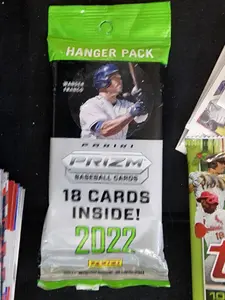 HANGER PACK
WANDER
FRANCO
PANINI
PRIZM
BASEBALL CARDS
18 CARDS
INSIDE!
2022
PANINI